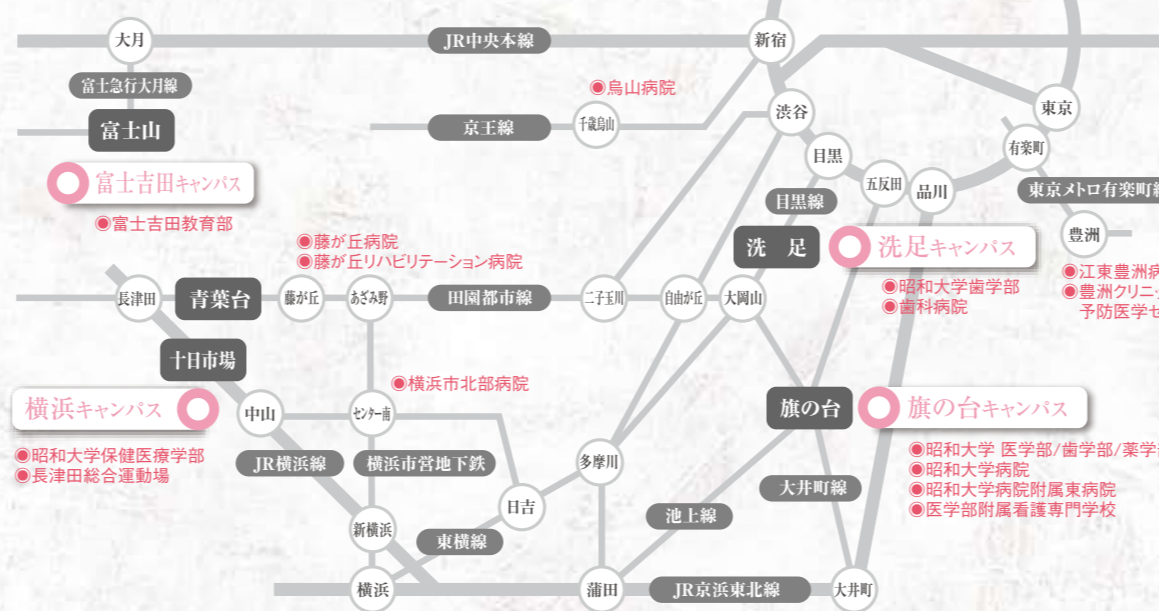 大月
JR中央本線
新宿
富士急行大月線
◉烏山病院
富士山
京王線
千歳烏山
渋谷
東京
有楽町
目黒
五反田
品川
東京メトロ有楽町線
目黒線
富士吉田キャンパス
◉富士吉田教育部
洗 足
洗足キャンパス
豊洲
◉昭和大学歯学部
◉歯科病院
◉江東豊洲病
◉豊洲クリニッ
予防医学セ
◉藤が丘病院
◉藤が丘リハビリテーション病院
長津田
青葉台
藤が丘
あざみ野
田園都市線
二子玉川
自由が丘
大岡山
十日市場
◉横浜市北部病院
横浜キャンパス
中山
センター南
旗の台
旗の台キャンパス
◉昭和大学保健医療学部
◉長津田総合運動場
JR横浜線
横浜市営地下鉄
多摩川
大井町線
◉昭和大学 医学部/歯学部/薬学部
◉昭和大学病院
◉昭和大学病院附属東病院
◉医学部附属看護専門学校
日吉
新横浜
東横線
池上線
横浜
蒲田
JR京浜東北線
大井町